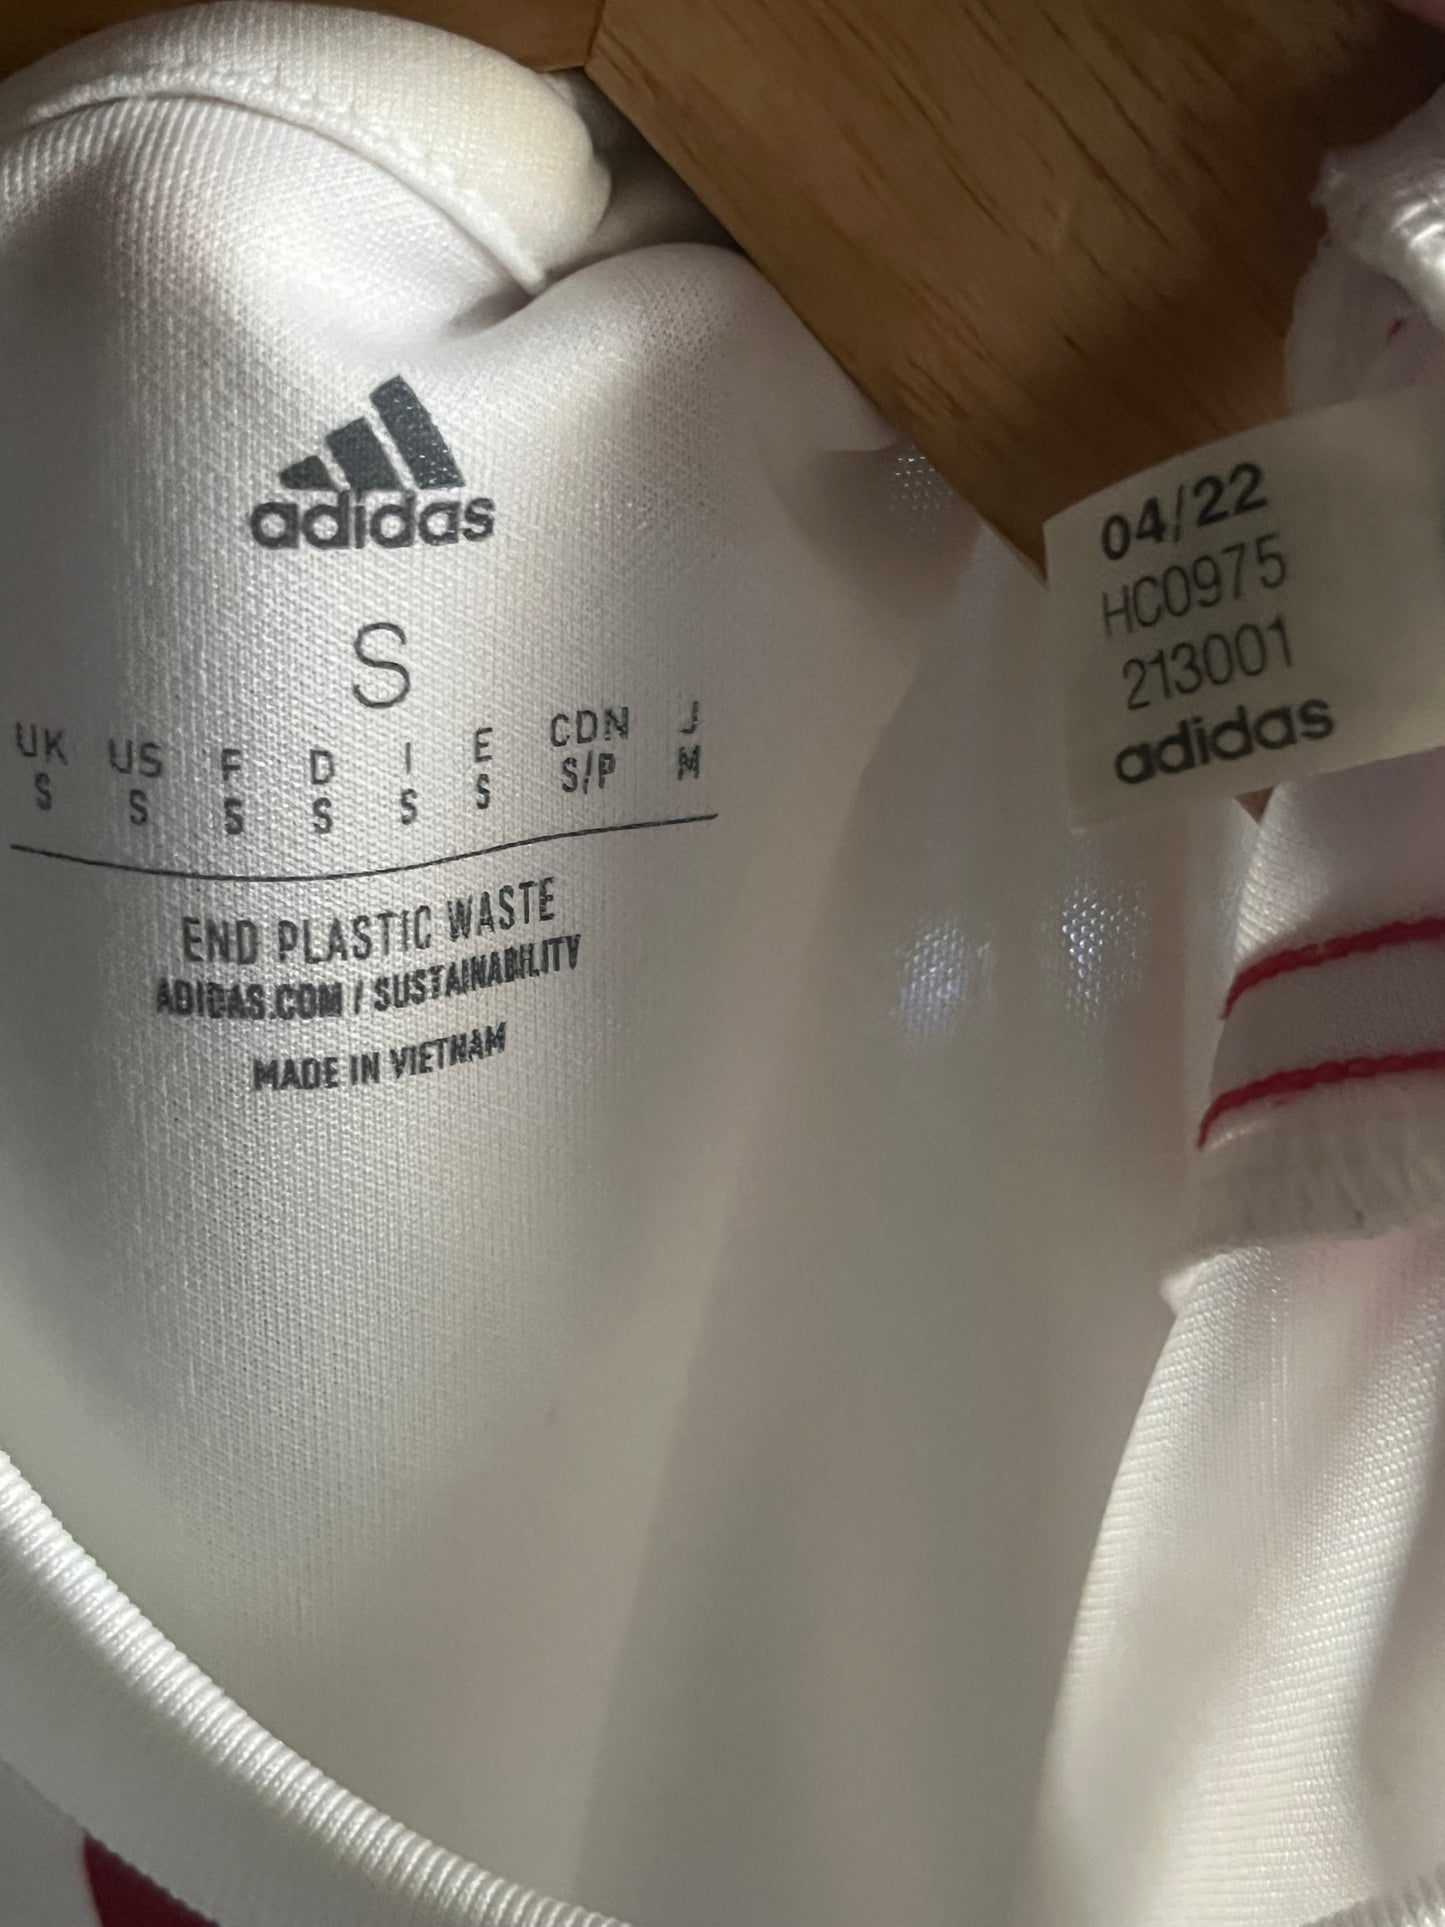 adidas
S
UK US F D I E CDN J
S S S S S S S/P M
END PLASTIC WASTE
ADIDAS.COM / SUSTAINABILITY
MADE IN VIETNAM
04/22
HC0975
213001
adidas